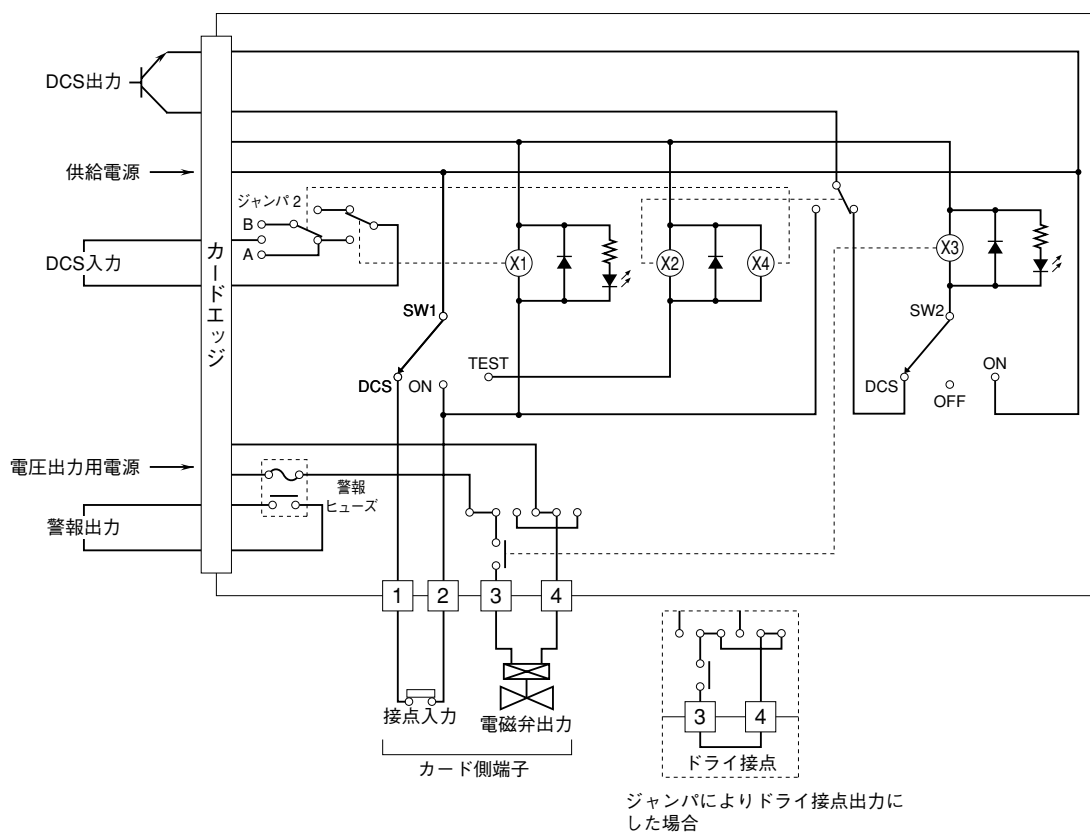 DCS出力
供給電源
ジャンパ 2
B
A
DCS入力
カードエッジ
X1
X2
X4
X3
SW1
SW2
TEST
DCS
ON
DCS
OFF
ON
電圧出力用電源
警報
ヒューズ
警報出力
1
2
3
4
接点入力
電磁弁出力
カード側端子
3
4
ドライ接点
ジャンパによりドライ接点出力に
した場合